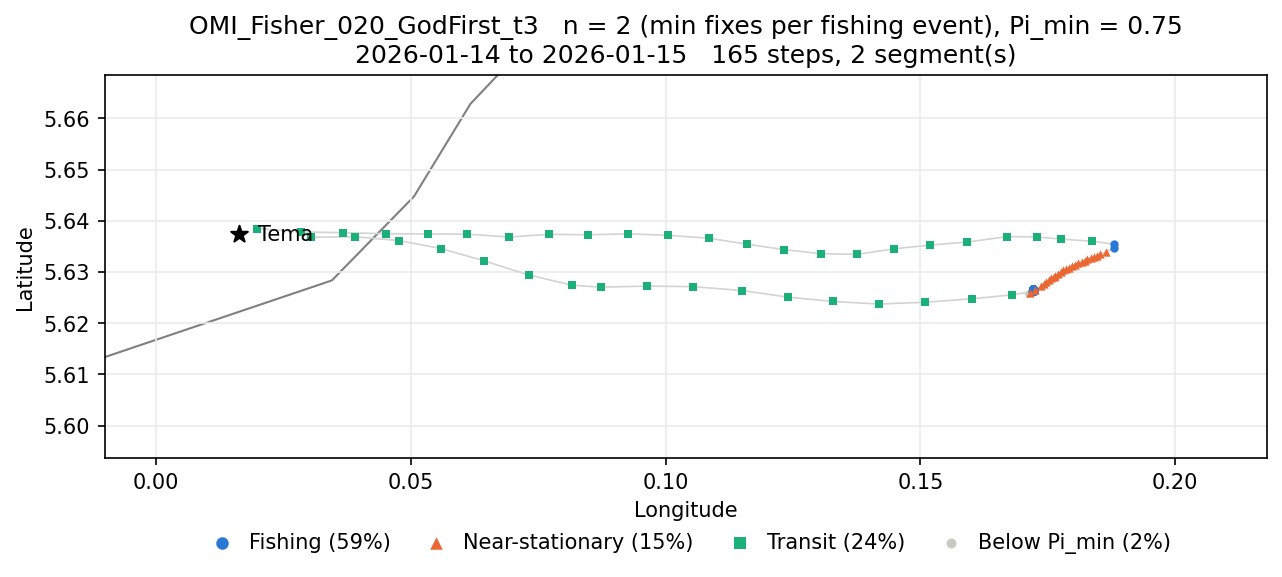 OMI_Fisher_020_GodFirst_t3   n = 2 (min fixes per fishing event), Pi_min = 0.75
2026-01-14 to 2026-01-15   165 steps, 2 segment(s)
Latitude
5.66
5.65
5.64
5.63
5.62
5.61
5.60
Tema
0.00 0.05 0.10 0.15 0.20
Longitude
Fishing (59%) Near-stationary (15%) Transit (24%) Below Pi_min (2%)